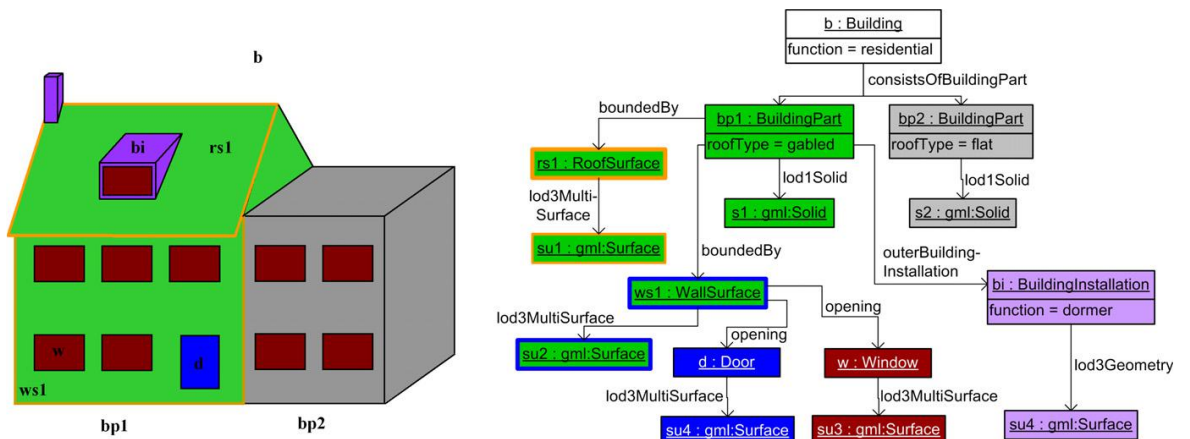 b
bi
rs1
w
d
ws1
bp1
bp2
b : Building
function = residential
consistsOfBuildingPart
boundedBy
bp1 : BuildingPart
roofType = gabled
bp2 : BuildingPart
roofType = flat
rs1 : RoofSurface
lod1Solid
lod1Solid
lod3Multi-
Surface
s1 : gml:Solid
s2 : gml:Solid
su1 : gml:Surface
boundedBy
outerBuilding-
Installation
ws1 : WallSurface
bi : BuildingInstallation
function = dormer
opening
lod3MultiSurface
opening
su2 : gml:Surface
d : Door
w : Window
lod3Geometry
lod3MultiSurface
lod3MultiSurface
su4 : gml:Surface
su3 : gml:Surface
su4 : gml:Surface